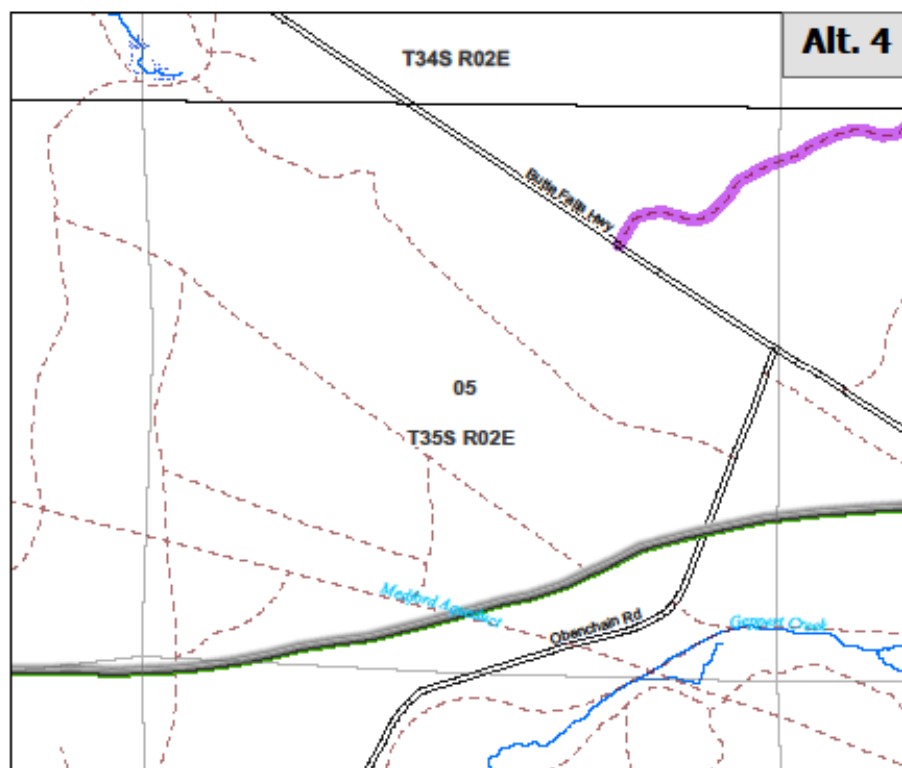 Alt. 4
T34S R02E
Butte Falls Hwy
05
T35S R02E
Medford Aqueduct
Obenchain Rd
Geppert Creek